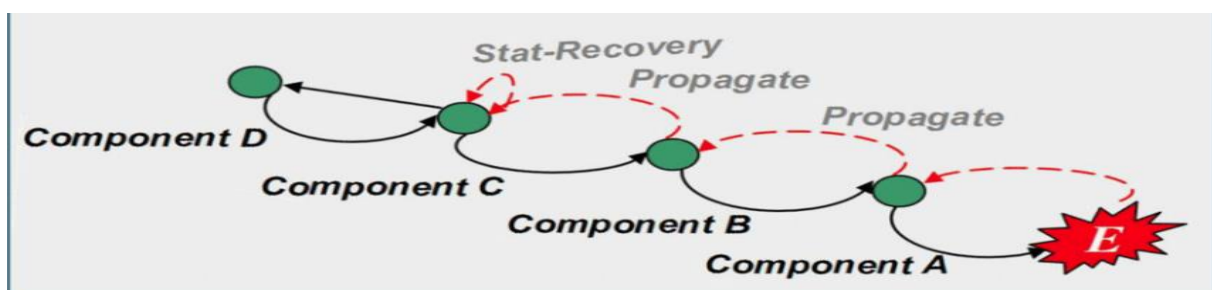 Stat-Recovery
Propagate
Propagate
Component D
Component C
Component B
Component A
E